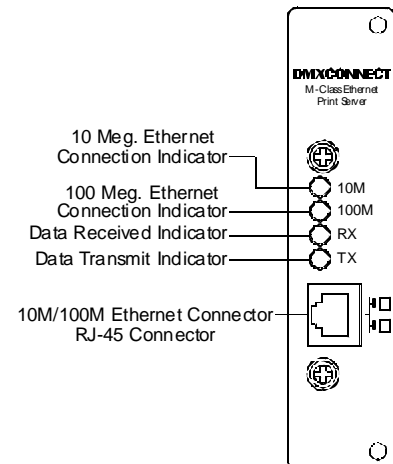 DMXCONNECT
M-Class Ethernet
Print Server
10 Meg. Ethernet
Connection Indicator
10M
100 Meg. Ethernet
Connection Indicator
100M
Data Received Indicator
RX
Data Transmit Indicator
TX
10M/100M Ethernet Connector
RJ-45 Connector